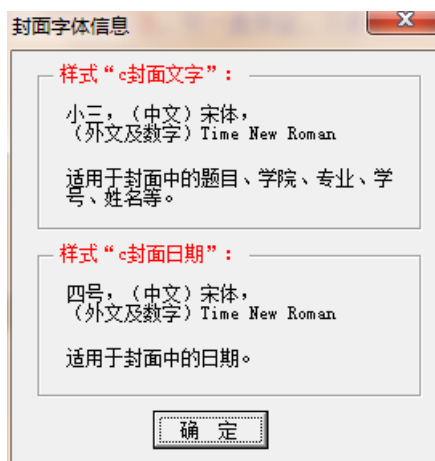 封面字体信息
样式“c封面文字”：
小三，（中文）宋体，
（外文及数字）Time New Roman
适用于封面中的题目、学院、专业、学
号、姓名等。
样式“c封面日期”：
四号，（中文）宋体，
（外文及数字）Time New Roman
适用于封面中的日期。
确 定